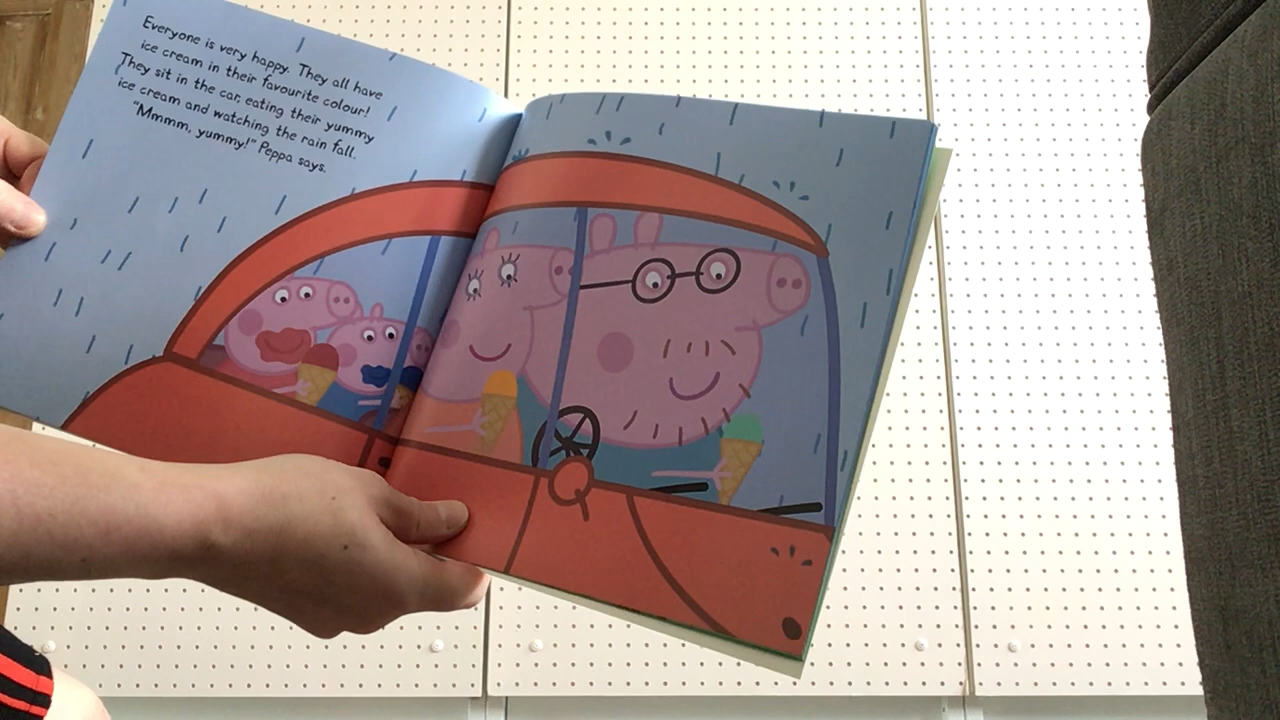 Everyone is very happy. They all have
ice cream in their favourite colour!
They sit in the car, eating their yummy
ice cream and watching the rain fall.
"Mmmm, yummy!" Peppa says.